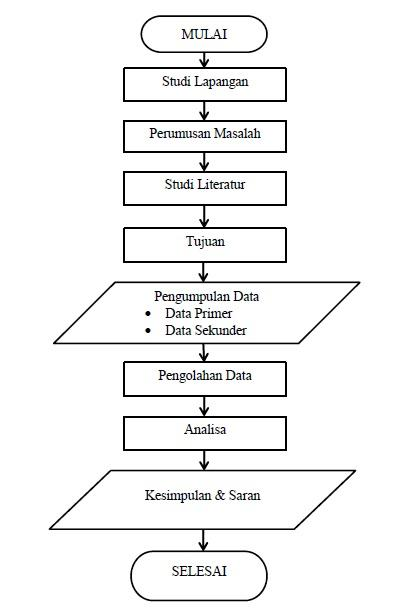 MULAI
Studi Lapangan
Perumusan Masalah
Studi Literatur
Tujuan
Pengumpulan Data
• Data Primer
• Data Sekunder
Pengolahan Data
Analisa
Kesimpulan & Saran
SELESAI